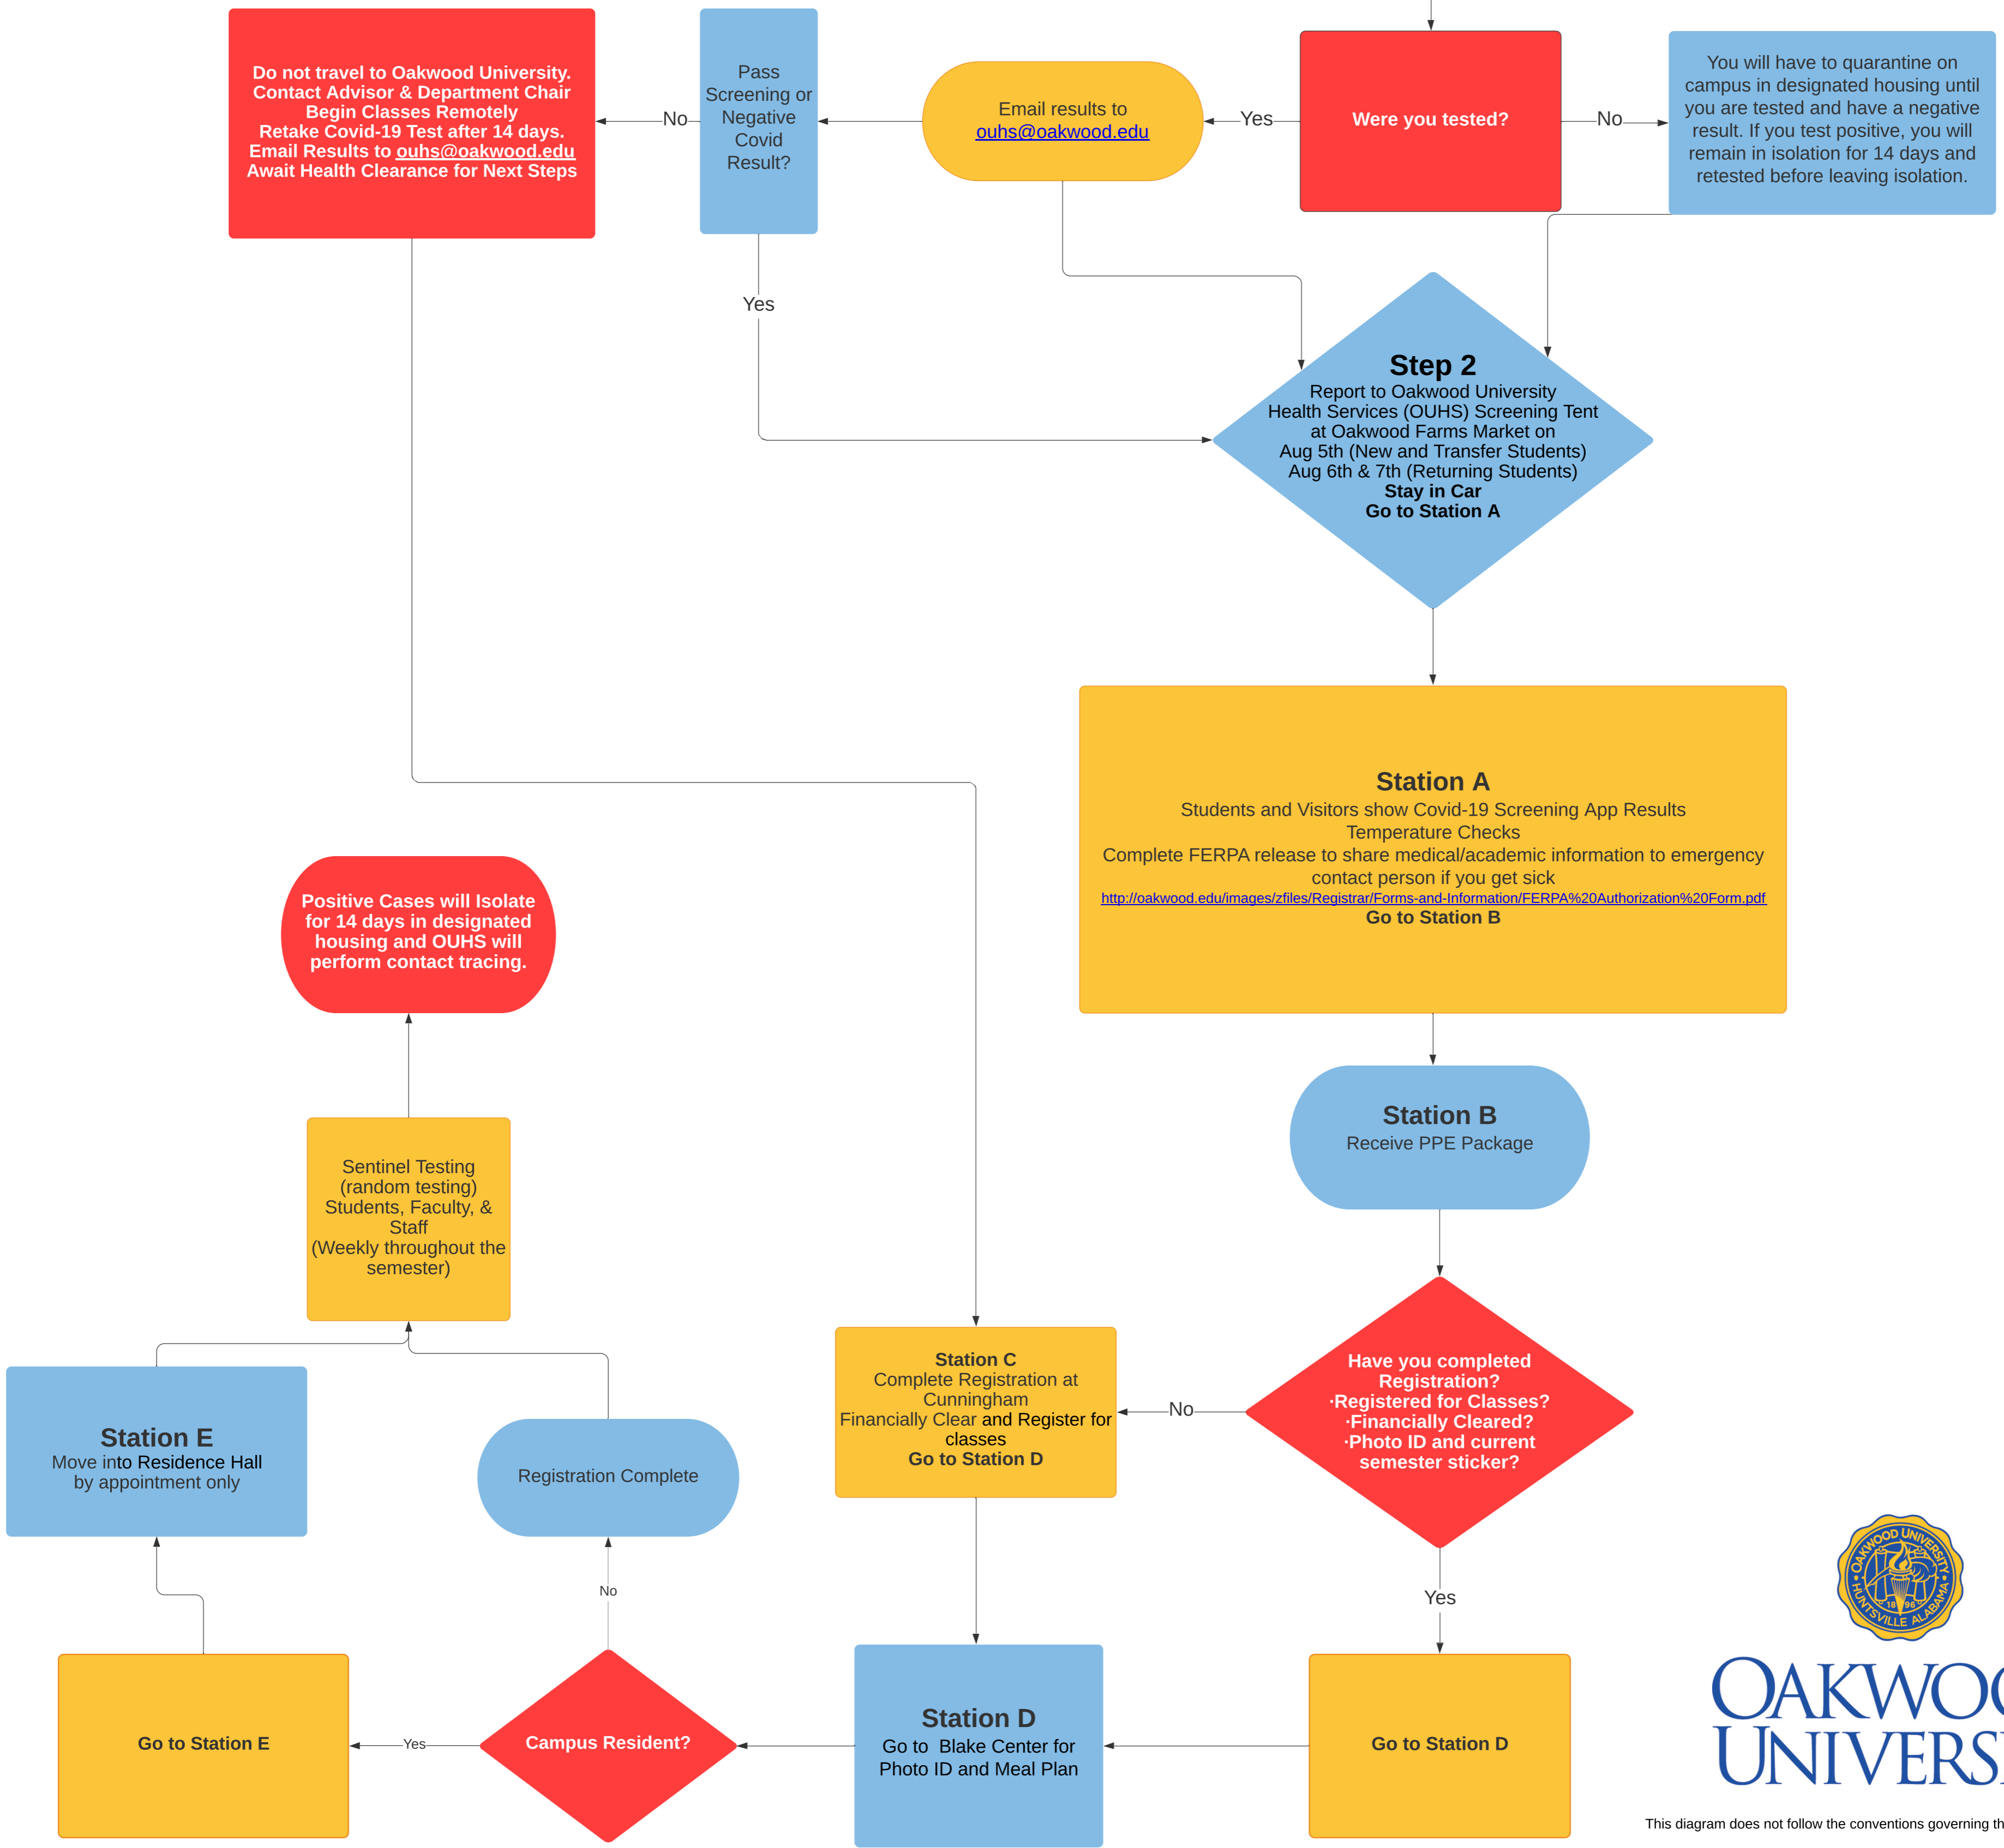 Do not travel to Oakwood University.
Contact Advisor & Department Chair
Begin Classes Remotely
Retake Covid-19 Test after 14 days.
Email Results to ouhs@oakwood.edu
Await Health Clearance for Next Steps
No
Pass
Screening or
Negative
Covid
Result?
Email results to
ouhs@oakwood.edu
Yes
Were you tested?
No
You will have to quarantine on
campus in designated housing until
you are tested and have a negative
result. If you test positive, you will
remain in isolation for 14 days and
retested before leaving isolation.
Yes
Step 2
Report to Oakwood University
Health Services (OUHS) Screening Tent
at Oakwood Farms Market on
Aug 5th (New and Transfer Students)
Aug 6th & 7th (Returning Students)
Stay in Car
Go to Station A
Station A
Students and Visitors show Covid-19 Screening App Results
Temperature Checks
Complete FERPA release to share medical/academic information to emergency
contact person if you get sick
http://oakwood.edu/images/zfiles/Registrar/Forms-and-Information/FERPA%20Authorization%20Form.pdf
Go to Station B
Positive Cases will Isolate
for 14 days in designated
housing and OUHS will
perform contact tracing.
Station B
Receive PPE Package
Sentinel Testing
(random testing)
Students, Faculty, &
Staff
(Weekly throughout the
semester)
Have you completed
Registration?
·Registered for Classes?
·Financially Cleared?
·Photo ID and current
semester sticker?
No
Station C
Complete Registration at
Cunningham
Financially Clear and Register for
classes
Go to Station D
Station E
Move into Residence Hall
by appointment only
Registration Complete
No
Yes
Go to Station E
Yes
Campus Resident?
Station D
Go to  Blake Center for
Photo ID and Meal Plan
Go to Station D
OAKWOOD UNIVERSITY
18 96
HUNTSVILLE ALABAMA
OAKWOO
UNIVERSI
This diagram does not follow the conventions governing th